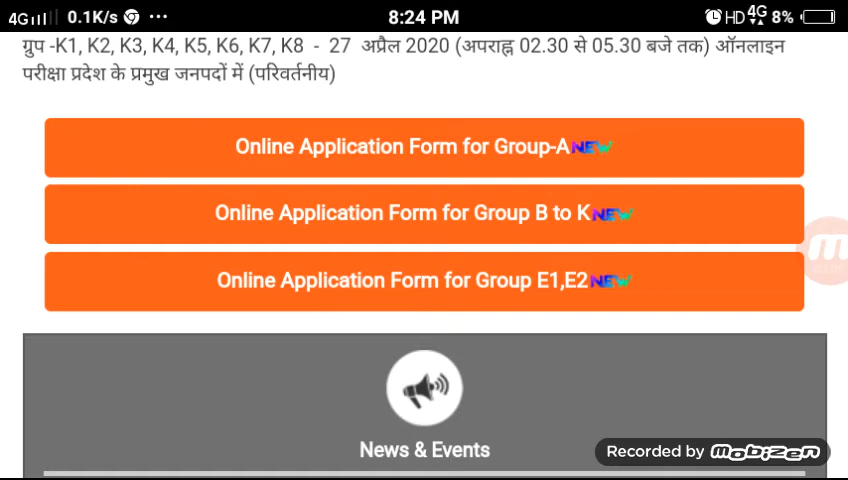 4G 0.1K/s ... 8:24 PM HD 4G 8%
ग्रुप -K1, K2, K3, K4, K5, K6, K7, K8 - 27 अप्रैल 2020 (अपराह्न 02.30 से 05.30 बजे तक) ऑनलाइन
परीक्षा प्रदेश के प्रमुख जनपदों में (परिवर्तनीय)
Online Application Form for Group-A NEW
Online Application Form for Group B to K NEW
Online Application Form for Group E1,E2 NEW
News & Events
Recorded by mobizen